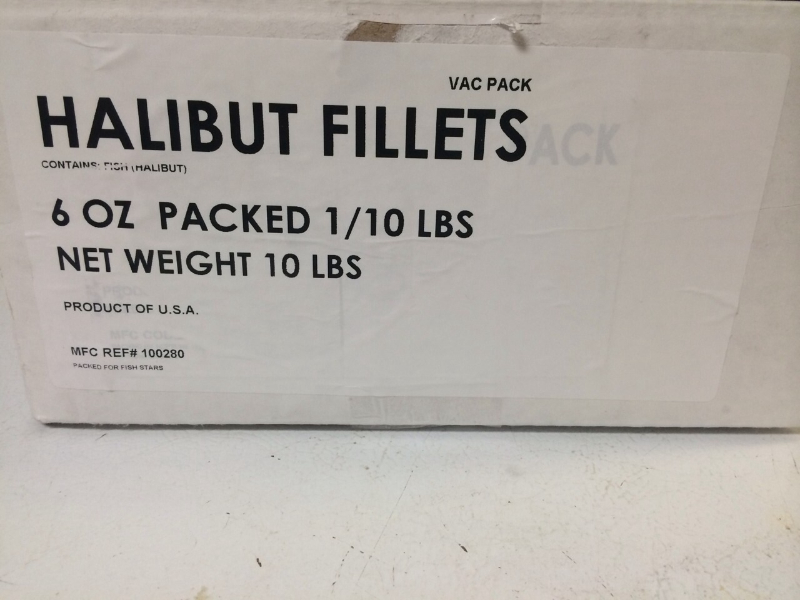 VAC PACK
HALIBUT FILLETS
PACK
CONTAINS: FISH (HALIBUT)
6 OZ PACKED 1/10 LBS
NET WEIGHT 10 LBS
PRODUCT OF U.S.A.
MFC REF# 100280
PACKED FOR FISH STARS